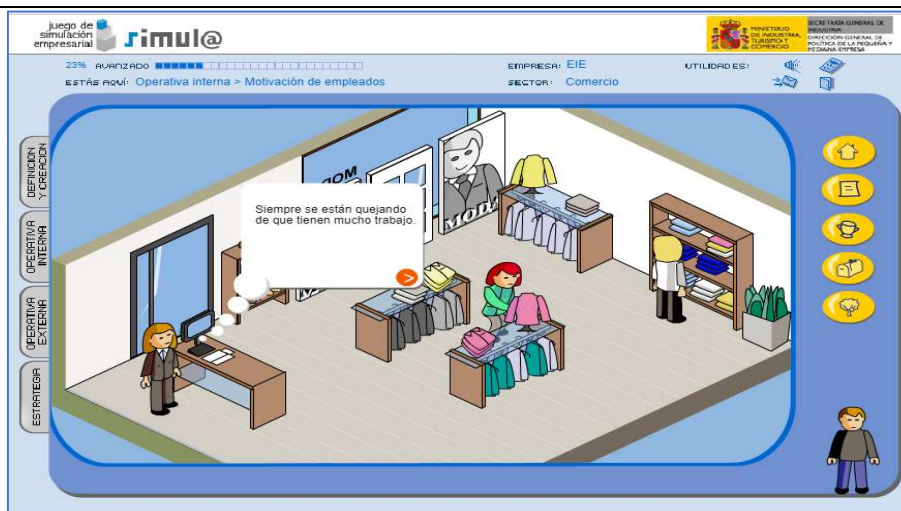 juego de
simulación
empresarial
simul@
MINISTERIO
DE INDUSTRIA,
TURISMO Y
COMERCIO
SECRETARÍA GENERAL DE
INDUSTRIA
DIRECCIÓN GENERAL DE
POLÍTICA DE LA PEQUEÑA Y
MEDIANA EMPRESA
23% AVANZADO
EMPRESA: EIE
UTILIDADES:
ESTÁS AQUÍ: Operativa interna > Motivación de empleados
SECTOR: Comercio
DEFINICION
Y CREACION
OPERATIVA
INTERNA
OPERATIVA
EXTERNA
ESTRATEGIA
Siempre se están quejando
de que tienen mucho trabajo.
>
MODA